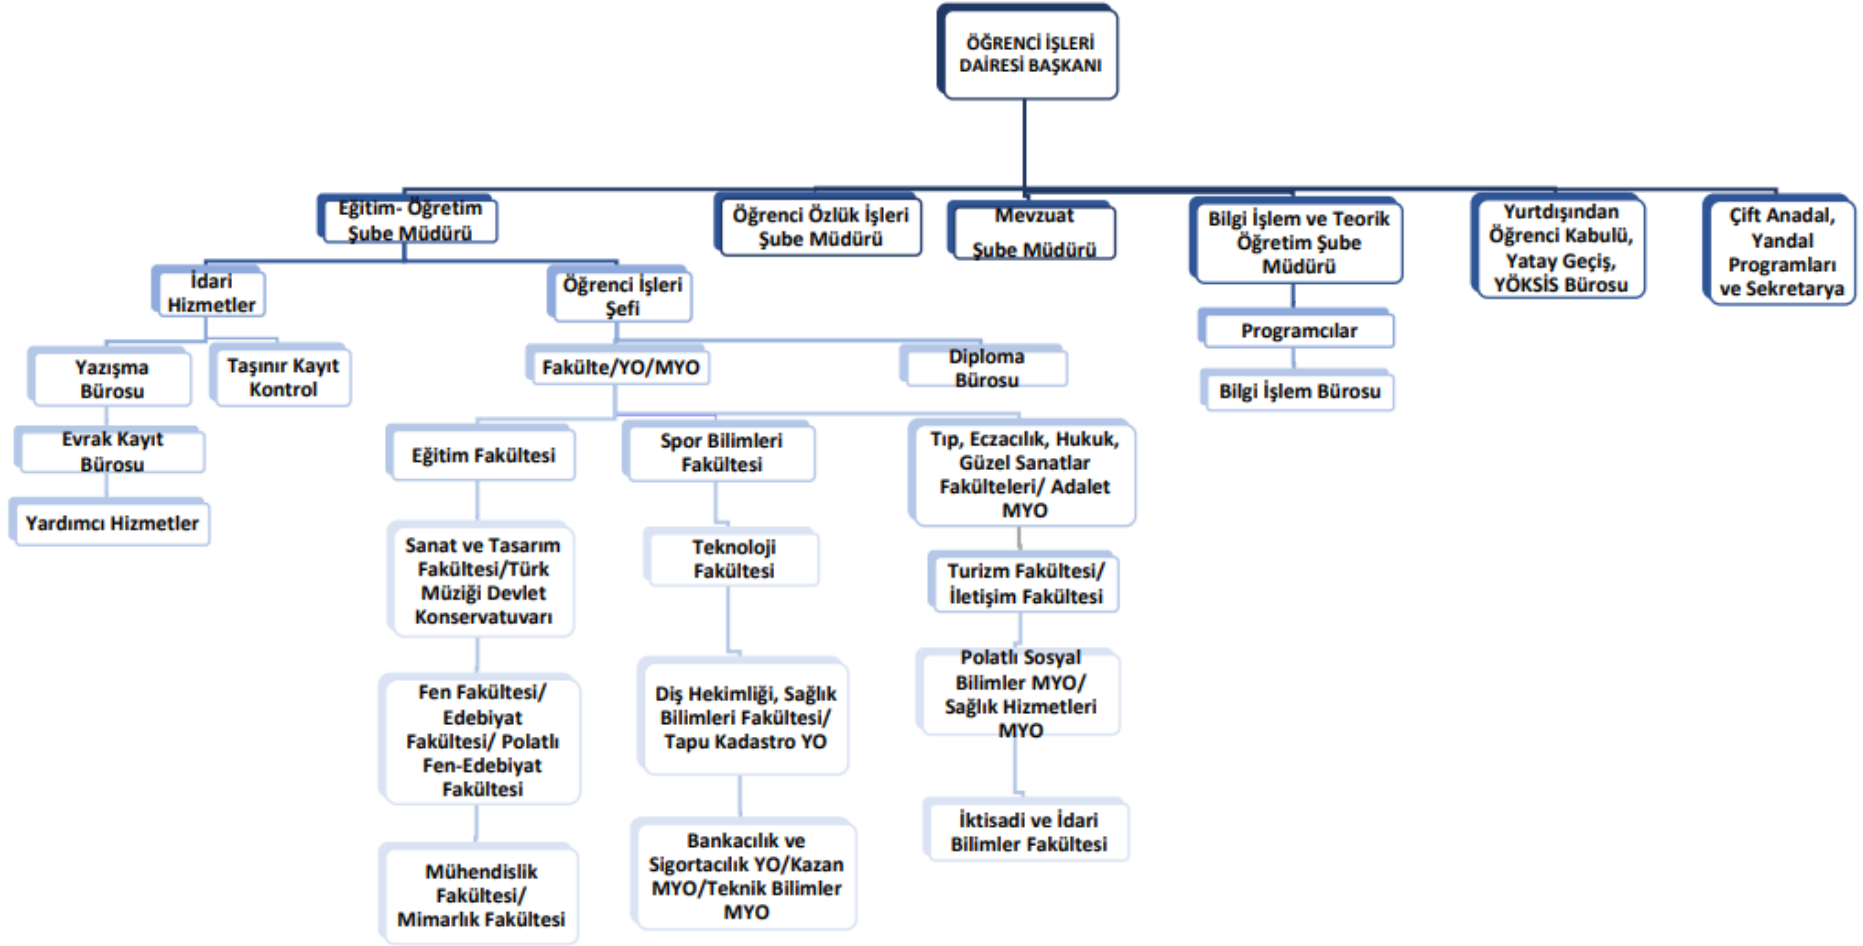 ÖĞRENCİ İŞLERİ
DAİRESİ BAŞKANI
Eğitim- Öğretim
Şube Müdürü
Öğrenci Özlük İşleri
Şube Müdürü
Mevzuat
Şube Müdürü
Bilgi İşlem ve Teorik
Öğretim Şube
Müdürü
Yurtdışından
Öğrenci Kabulü,
Yatay Geçiş,
YÖKSİS Bürosu
Çift Anadal,
Yandal
Programları
ve Sekretarya
İdari
Hizmetler
Öğrenci İşleri
Şefi
Programcılar
Bilgi İşlem Bürosu
Yazışma
Bürosu
Taşınır Kayıt
Kontrol
Fakülte/YO/MYO
Diploma
Bürosu
Evrak Kayıt
Bürosu
Yardımcı Hizmetler
Eğitim Fakültesi
Spor Bilimleri
Fakültesi
Tıp, Eczacılık, Hukuk,
Güzel Sanatlar
Fakülteleri/ Adalet
MYO
Sanat ve Tasarım
Fakültesi/Türk
Müziği Devlet
Konservatuvarı
Teknoloji
Fakültesi
Turizm Fakültesi/
İletişim Fakültesi
Fen Fakültesi/
Edebiyat
Fakültesi/ Polatlı
Fen-Edebiyat
Fakültesi
Diş Hekimliği, Sağlık
Bilimleri Fakültesi/
Tapu Kadastro YO
Polatlı Sosyal
Bilimler MYO/
Sağlık Hizmetleri
MYO
Mühendislik
Fakültesi/
Mimarlık Fakültesi
Bankacılık ve
Sigortacılık YO/Kazan
MYO/Teknik Bilimler
MYO
İktisadi ve İdari
Bilimler Fakültesi